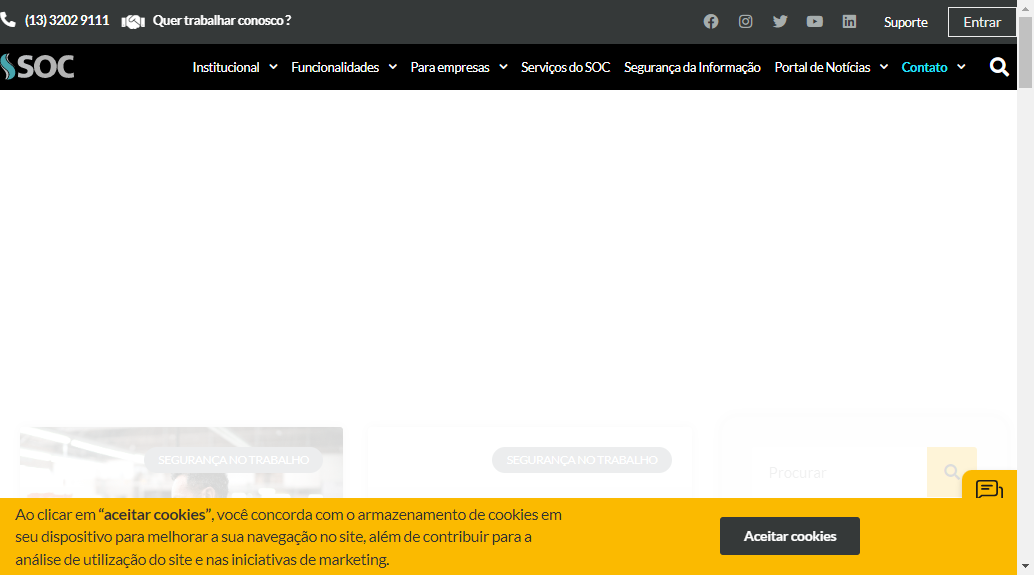 (13) 3202 9111 Quer trabalhar conosco ? Suporte Entrar
SOC Institucional Funcionalidades Para empresas Serviços do SOC Segurança da Informação Portal de Notícias Contato
SEGURANÇA NO TRABALHO SEGURANÇA NO TRABALHO
Procurar
Ao clicar em “aceitar cookies”, você concorda com o armazenamento de cookies em
seu dispositivo para melhorar a sua navegação no site, além de contribuir para a
análise de utilização do site e nas iniciativas de marketing.
Aceitar cookies